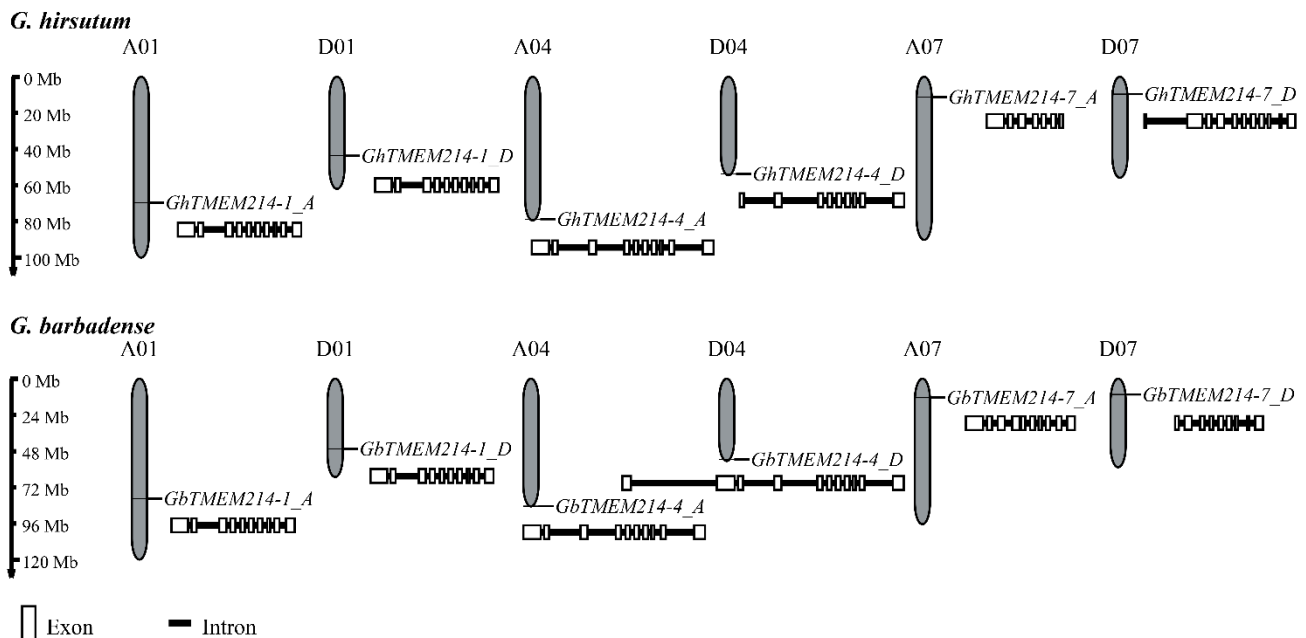 G. hirsutum
A01 D01 A04 D04 A07 D07
0 Mb
20 Mb
40 Mb
60 Mb
80 Mb
100 Mb
GhTMEM214-1_A
GhTMEM214-1_D
GhTMEM214-4_A
GhTMEM214-4_D
GhTMEM214-7_A
GhTMEM214-7_D
G. barbadense
A01 D01 A04 D04 A07 D07
0 Mb
24 Mb
48 Mb
72 Mb
96 Mb
120 Mb
GbTMEM214-1_A
GbTMEM214-1_D
GbTMEM214-4_A
GbTMEM214-4_D
GbTMEM214-7_A
GbTMEM214-7_D
Exon Intron